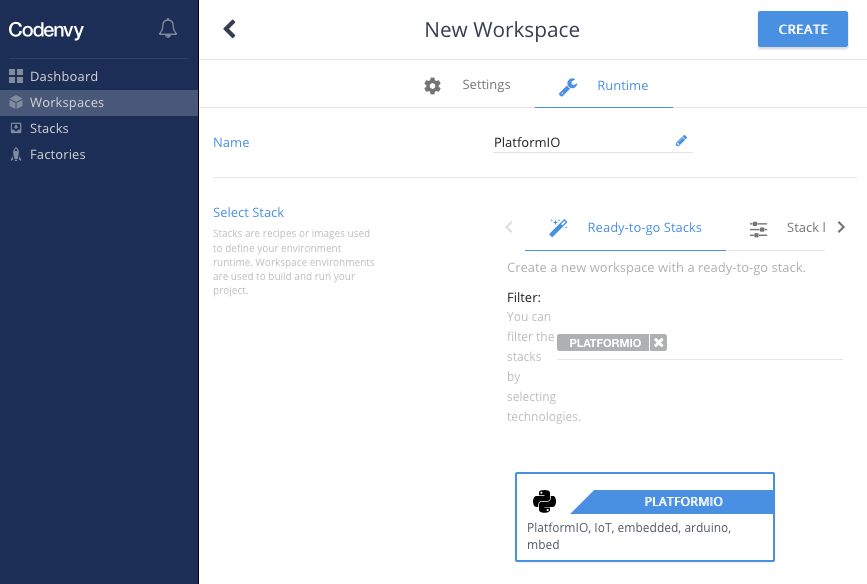 Codenvy
New Workspace
CREATE
Dashboard
Workspaces
Stacks
Factories
Settings
Runtime
Name
PlatformIO
Select Stack
Stacks are recipes or images used
to define your environment
runtime. Workspace environments
are used to build and run your
project.
Ready-to-go Stacks
Stack l
Create a new workspace with a ready-to-go stack.
Filter:
You can
filter the
stacks
by
selecting
technologies.
PLATFORMIO
PLATFORMIO
PlatformIO, IoT, embedded, arduino,
mbed